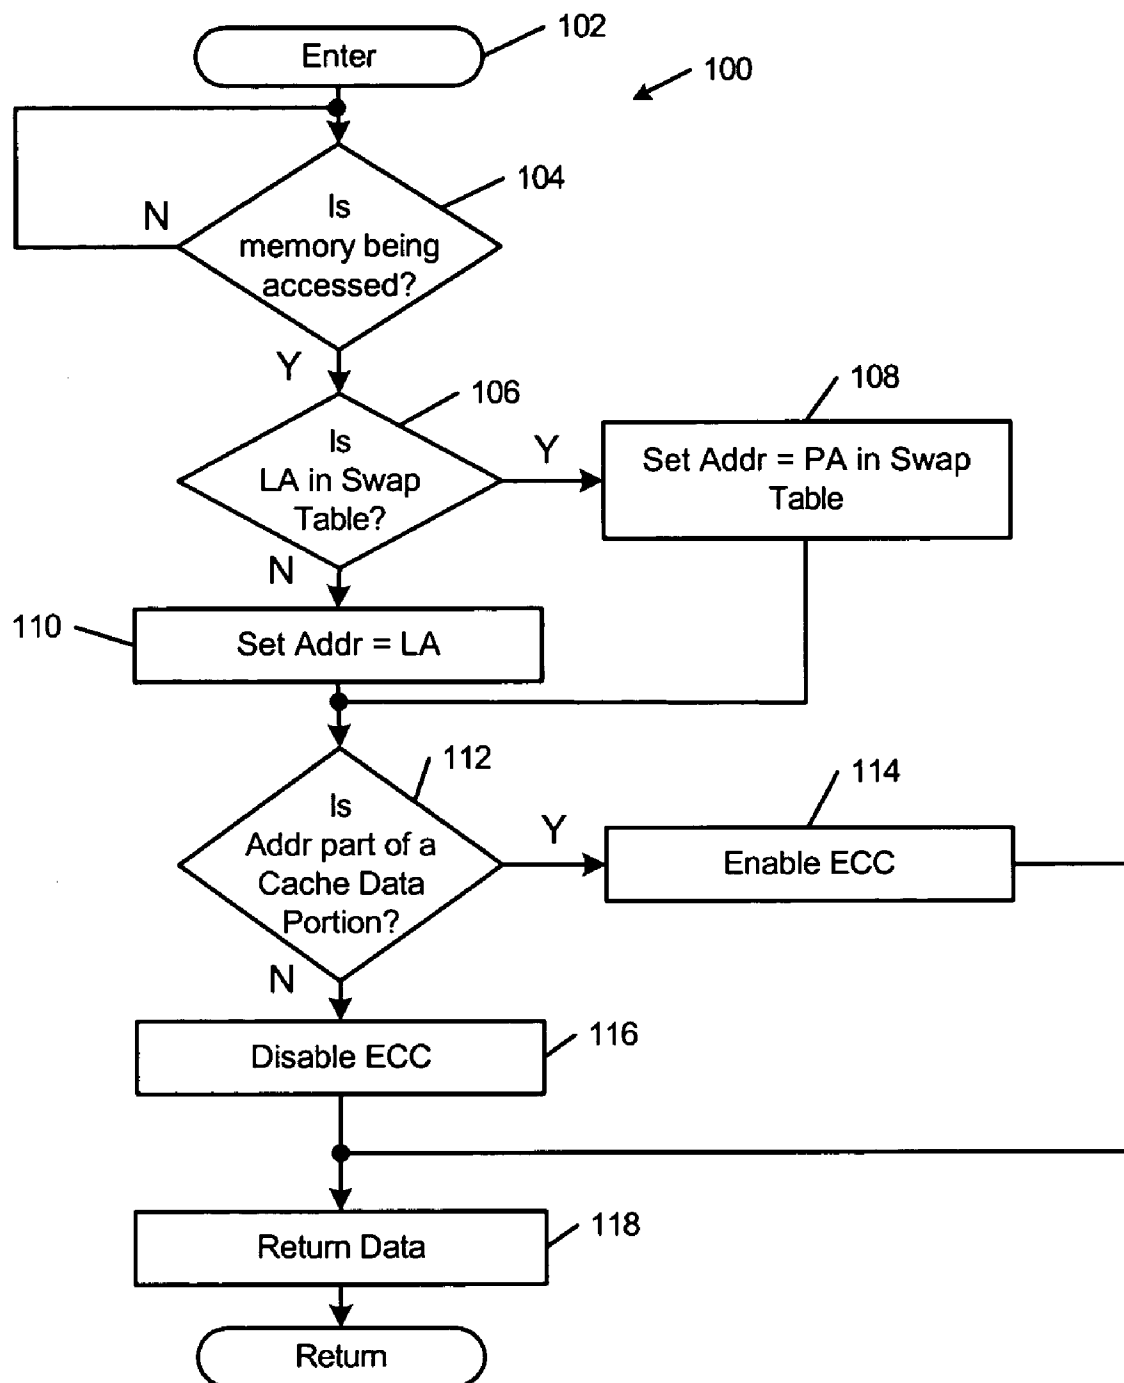 Enter
102
100
Is
memory being
accessed?
104
N
Y
Is
LA in Swap
Table?
106
Y
Set Addr = PA in Swap
Table
108
N
Set Addr = LA
110
Is
Addr part of a
Cache Data
Portion?
112
Y
Enable ECC
114
N
Disable ECC
116
Return Data
118
Return